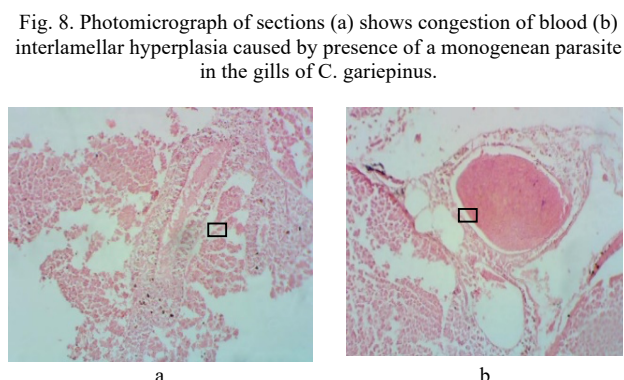 Fig. 8. Photomicrograph of sections (a) shows congestion of blood (b)
interlamellar hyperplasia caused by presence of a monogenean parasite
in the gills of C. gariepinus.
a
b